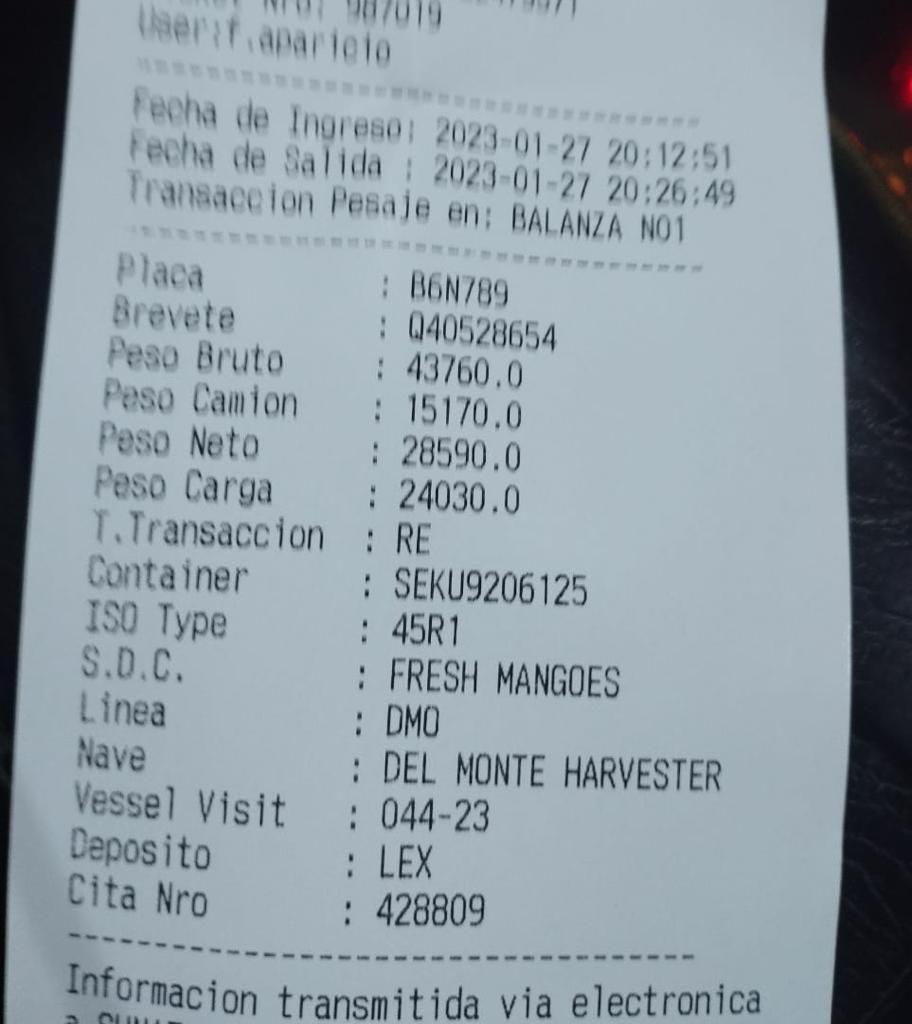 Nro: 987019
User:f.aparicio
Fecha de Ingreso: 2023-01-27 20:12:51
Fecha de Salida : 2023-01-27 20:26:49
Transaccion Pesaje en: BALANZA NO1
Placa : B6N789
Brevete : Q40528654
Peso Bruto : 43760.0
Peso Camion : 15170.0
Peso Neto : 28590.0
Peso Carga : 24030.0
T.Transaccion : RE
Container : SEKU9206125
ISO Type : 45R1
S.D.C. : FRESH MANGOES
Linea : DMO
Nave : DEL MONTE HARVESTER
Vessel Visit : 044-23
Deposito : LEX
Cita Nro : 428809
Informacion transmitida via electronica
a